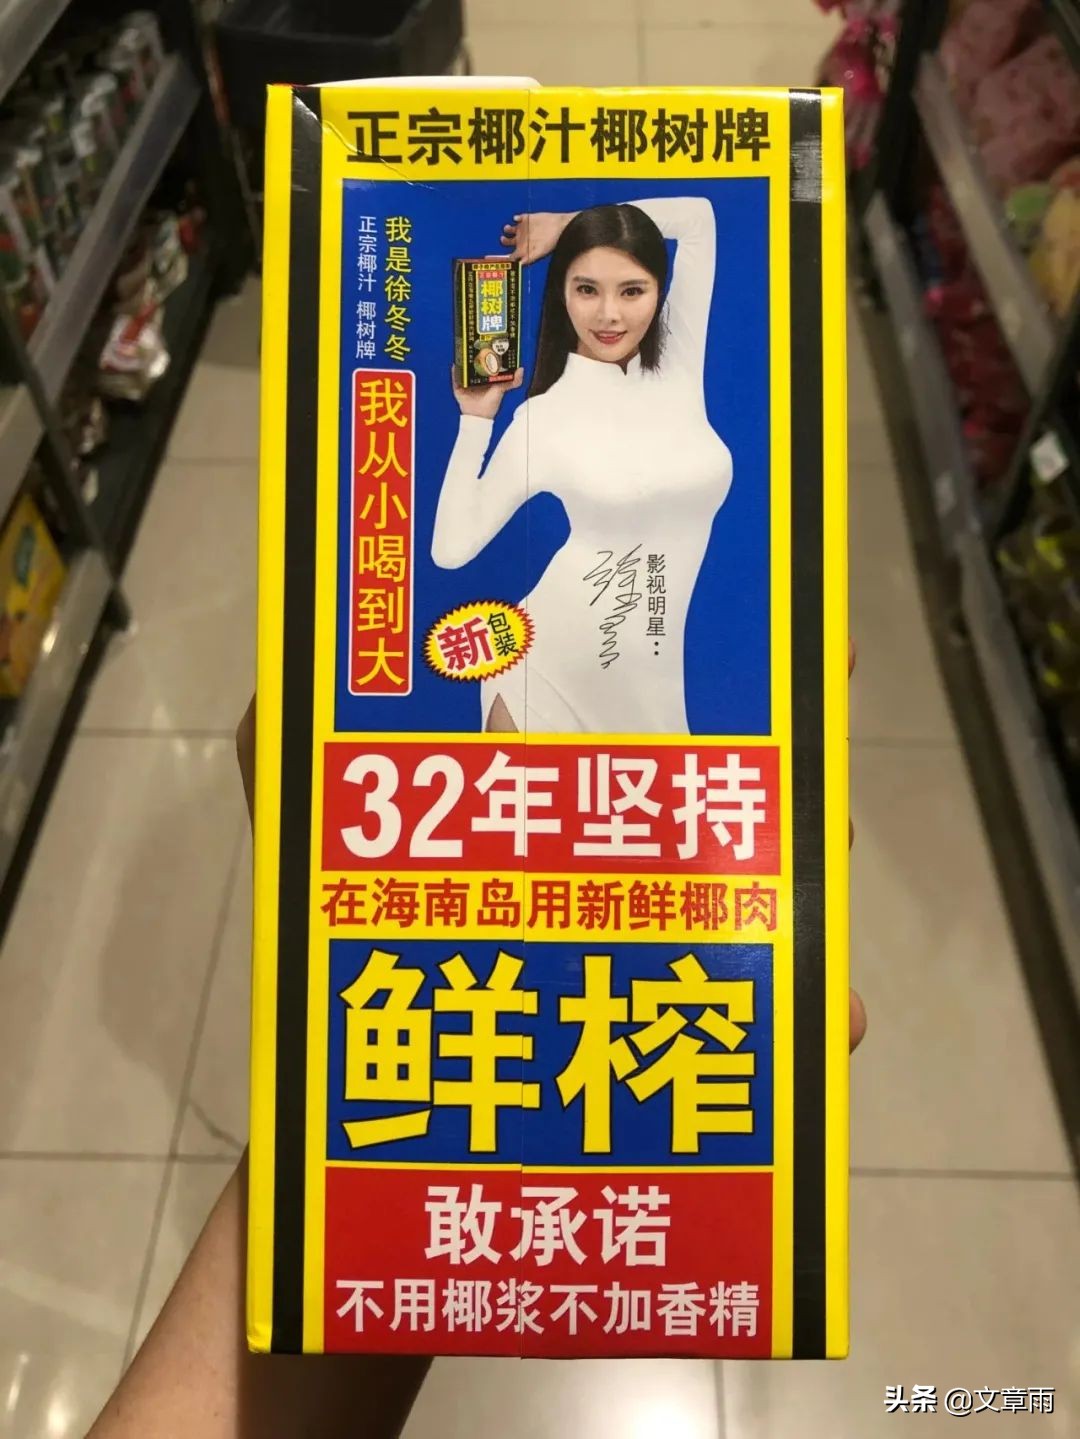 正宗椰汁椰树牌
我是徐冬冬
正宗椰汁 椰树牌
我从小喝到大
椰树牌
新包装
影视明星：
32年坚持
在海南岛用新鲜椰肉
鲜榨
敢承诺
不用椰浆不加香精
头条 @文章雨